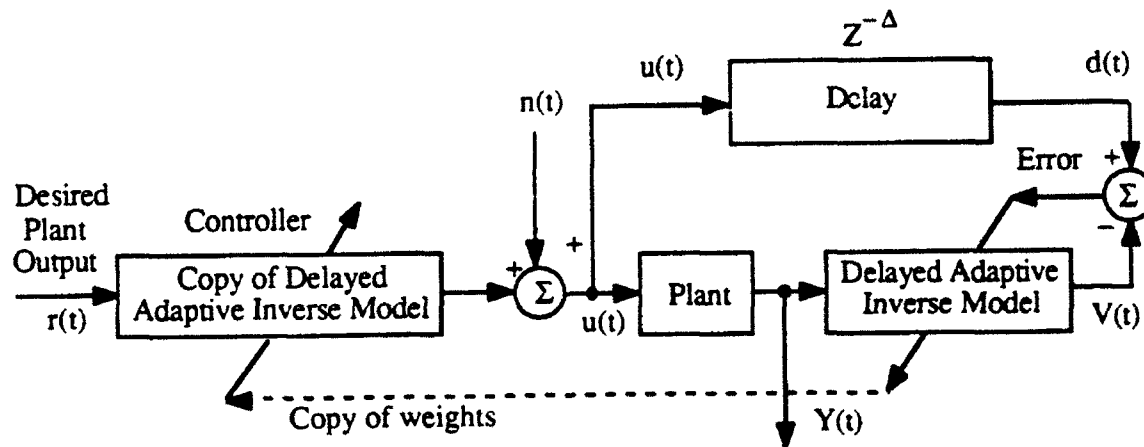 Z^-Δ
u(t)
d(t)
Delay
n(t)
Error
+
Σ
-
Desired
Plant
Output
Controller
+
+
Copy of Delayed
Adaptive Inverse Model
Σ
Plant
Delayed Adaptive
Inverse Model
r(t)
u(t)
V(t)
Copy of weights
Y(t)